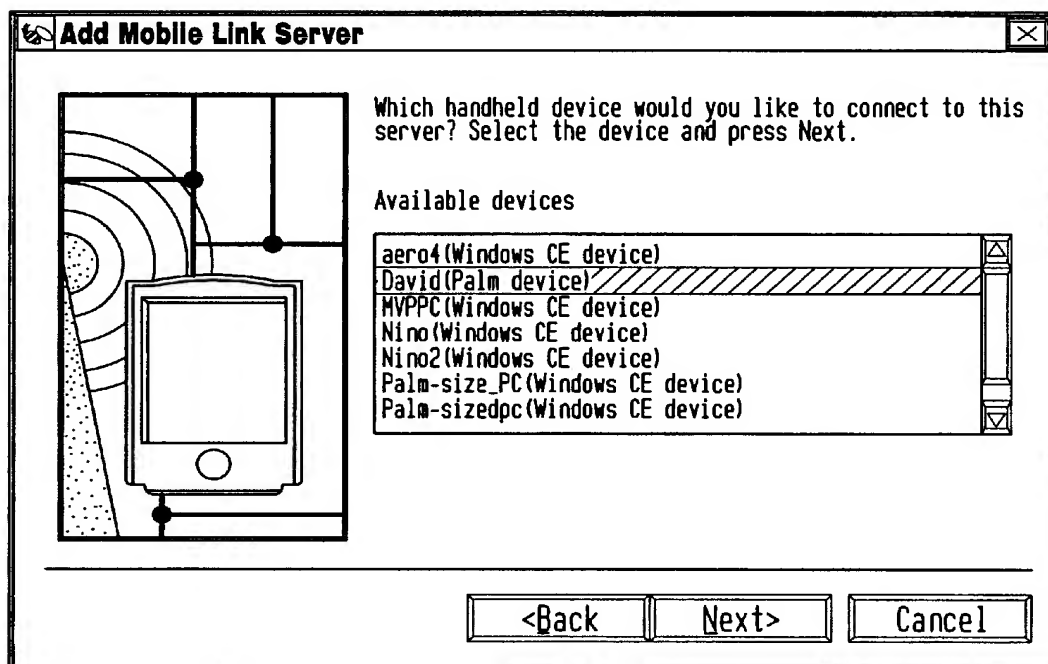 Add Mobile Link Server
Which handheld device would you like to connect to this
server? Select the device and press Next.
Available devices
aero4(Windows CE device)
David(Palm device)
MVPPC(Windows CE device)
Nino(Windows CE device)
Nino2(Windows CE device)
Palm-size_PC(Windows CE device)
Palm-sizedpc(Windows CE device)
<Back Next> Cancel